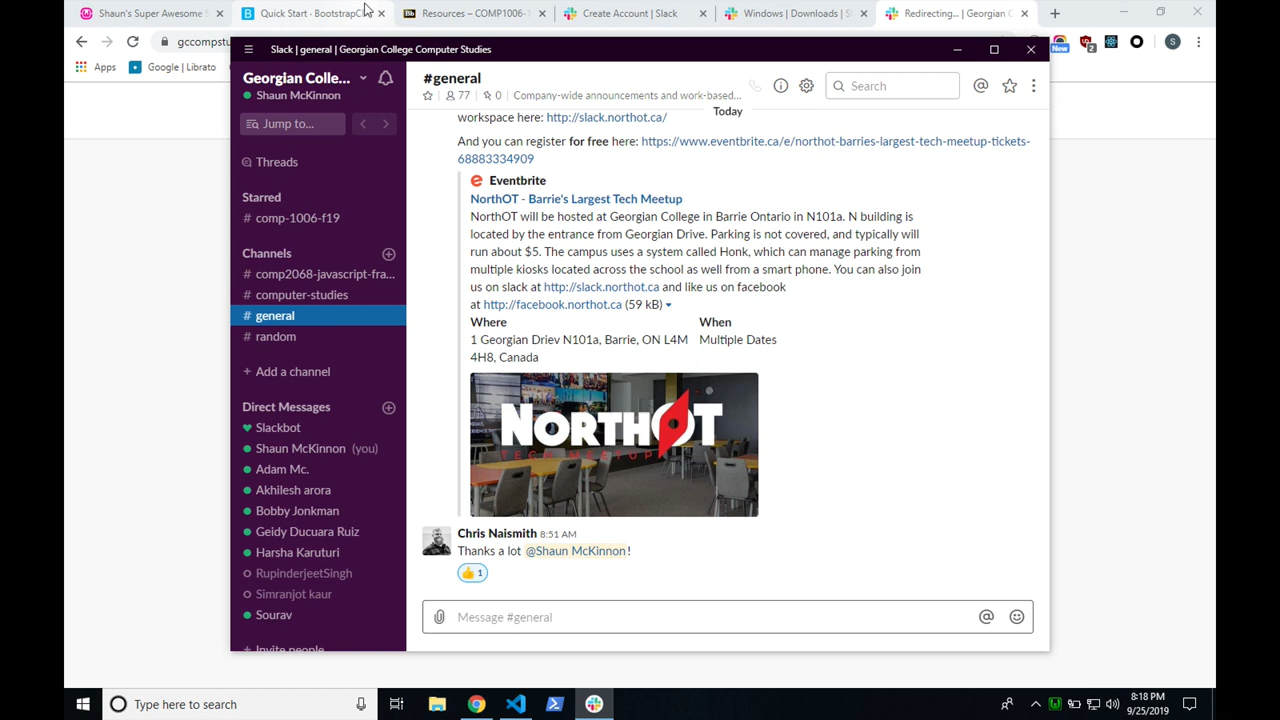 Shaun's Super Awesome S
Quick Start · BootstrapC
Resources – COMP1006-1
Create Account | Slack
Windows | Downloads | S
Redirecting... | Georgian C
gccompstu
New
2
S
Apps
Google | Librato
Slack | general | Georgian College Computer Studies
Georgian Colle...
Shaun McKinnon
Jump to...
Threads
Starred
# comp-1006-f19
Channels
# comp2068-javascript-fra...
# computer-studies
# general
# random
+ Add a channel
Direct Messages
Slackbot
Shaun McKinnon (you)
Adam Mc.
Akhilesh arora
Bobby Jonkman
Geidy Ducuara Ruiz
Harsha Karuturi
RupinderjeetSingh
Simranjot kaur
Sourav
+ Invite people
#general
77
0
Company-wide announcements and work-based...
Search
Today
workspace here: http://slack.northot.ca/
And you can register for free here: https://www.eventbrite.ca/e/northot-barries-largest-tech-meetup-tickets-
68883334909
Eventbrite
NorthOT - Barrie's Largest Tech Meetup
NorthOT will be hosted at Georgian College in Barrie Ontario in N101a. N building is
located by the entrance from Georgian Drive. Parking is not covered, and typically will
run about $5. The campus uses a system called Honk, which can manage parking from
multiple kiosks located across the school as well from a smart phone. You can also join
us on slack at http://slack.northot.ca and like us on facebook
at http://facebook.northot.ca (59 kB)
Where
When
1 Georgian Driev N101a, Barrie, ON L4M
Multiple Dates
4H8, Canada
NORTHOT
TECH MEETUP
Chris Naismith 8:51 AM
Thanks a lot @Shaun McKinnon!
1
Message #general
Type here to search
8:18 PM
9/25/2019